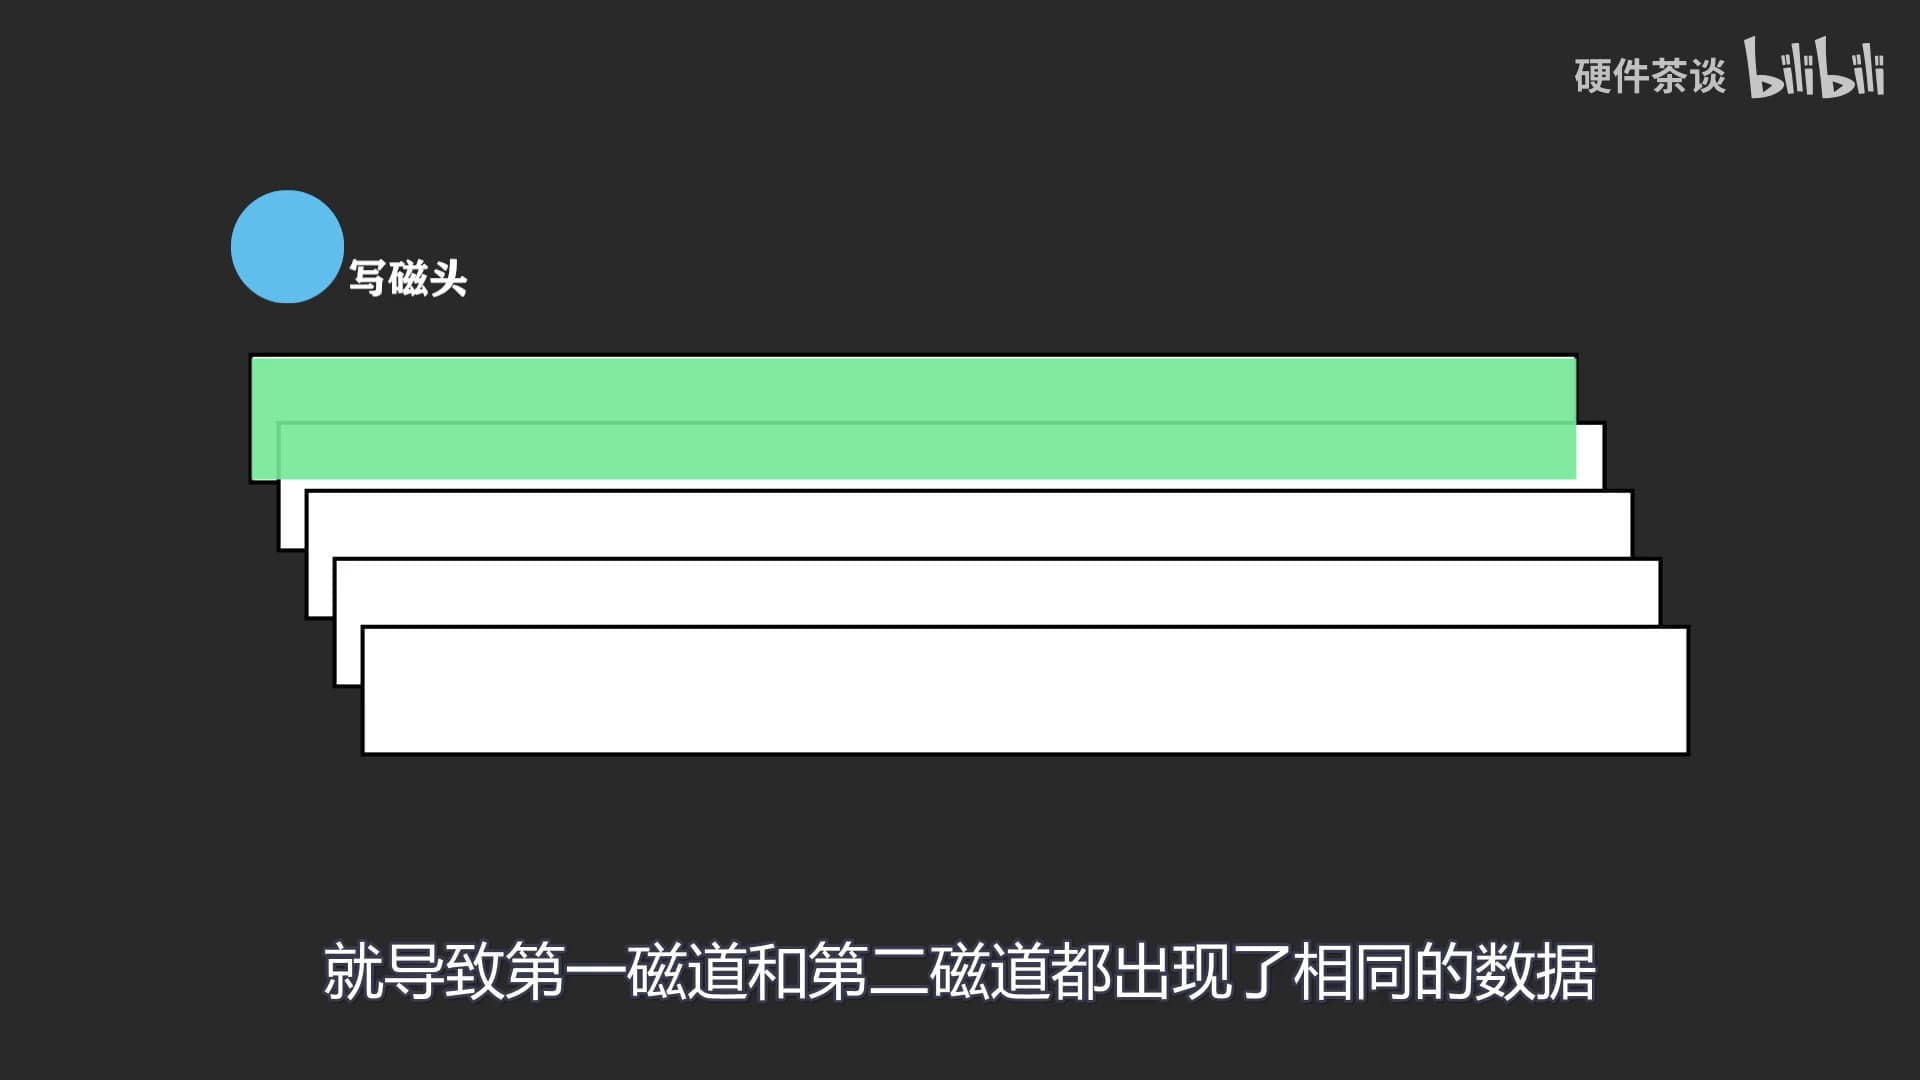 硬件茶谈 bilibili
写磁头
就导致第一磁道和第二磁道都出现了相同的数据